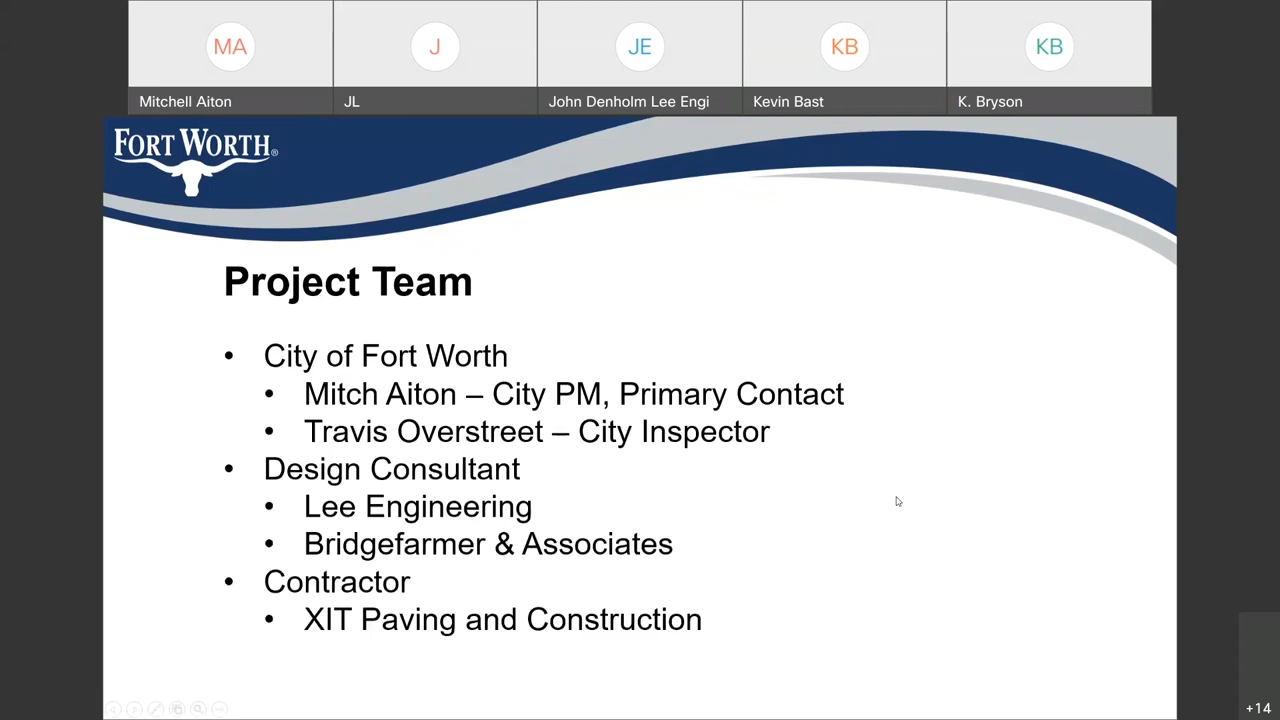 MA
J
JE
KB
KB
Mitchell Aiton
JL
John Denholm Lee Engi
Kevin Bast
K. Bryson
FORT WORTH®
Project Team
• City of Fort Worth
• Mitch Aiton – City PM, Primary Contact
• Travis Overstreet – City Inspector
• Design Consultant
• Lee Engineering
• Bridgefarmer & Associates
• Contractor
• XIT Paving and Construction
+14